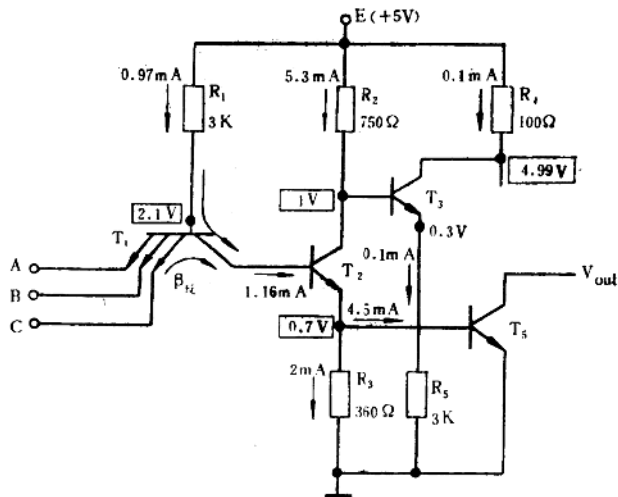 E (+5V)
0.97mA
R₁
3K
5.3mA
R₂
750Ω
0.1mA
R₄
100Ω
4.99V
2.1V
1V
T₁
T₃
0.3V
A
B
C
β反
1.16mA
T₂
0.1mA
4.5mA
0.7V
T₅
Vout
2mA
R₃
360Ω
R₅
3K